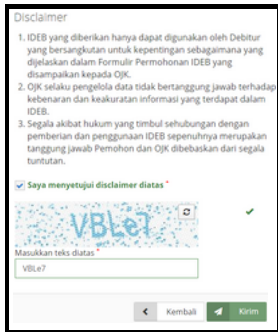 Disclaimer
1. IDEB yang diberikan hanya dapat digunakan oleh Debitur
yang bersangkutan untuk kepentingan sebagaimana yang
dijelaskan dalam Formulir Permohonan IDEB yang
disampaikan kepada OJK.
2. OJK selaku pengelola data tidak bertanggung jawab terhadap
kebenaran dan keakuratan informasi yang terdapat dalam
IDEB.
3. Segala akibat hukum yang timbul sehubungan dengan
pemberian dan penggunaan IDEB sepenuhnya merupakan
tanggung jawab Pemohon dan OJK dibebaskan dari segala
tuntutan.
Saya menyetujui disclaimer diatas *
VBLe7
Masukkan teks diatas *
VBLe7
Kembali
Kirim